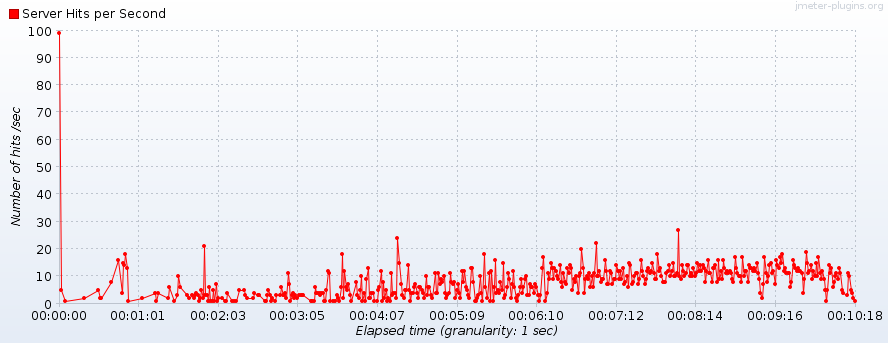 Server Hits per Second
jmeter-plugins.org
100
90
80
70
60
50
40
30
20
10
0
Number of hits /sec
00:00:00 00:01:01 00:02:03 00:03:05 00:04:07 00:05:09 00:06:10 00:07:12 00:08:14 00:09:16 00:10:18
Elapsed time (granularity: 1 sec)